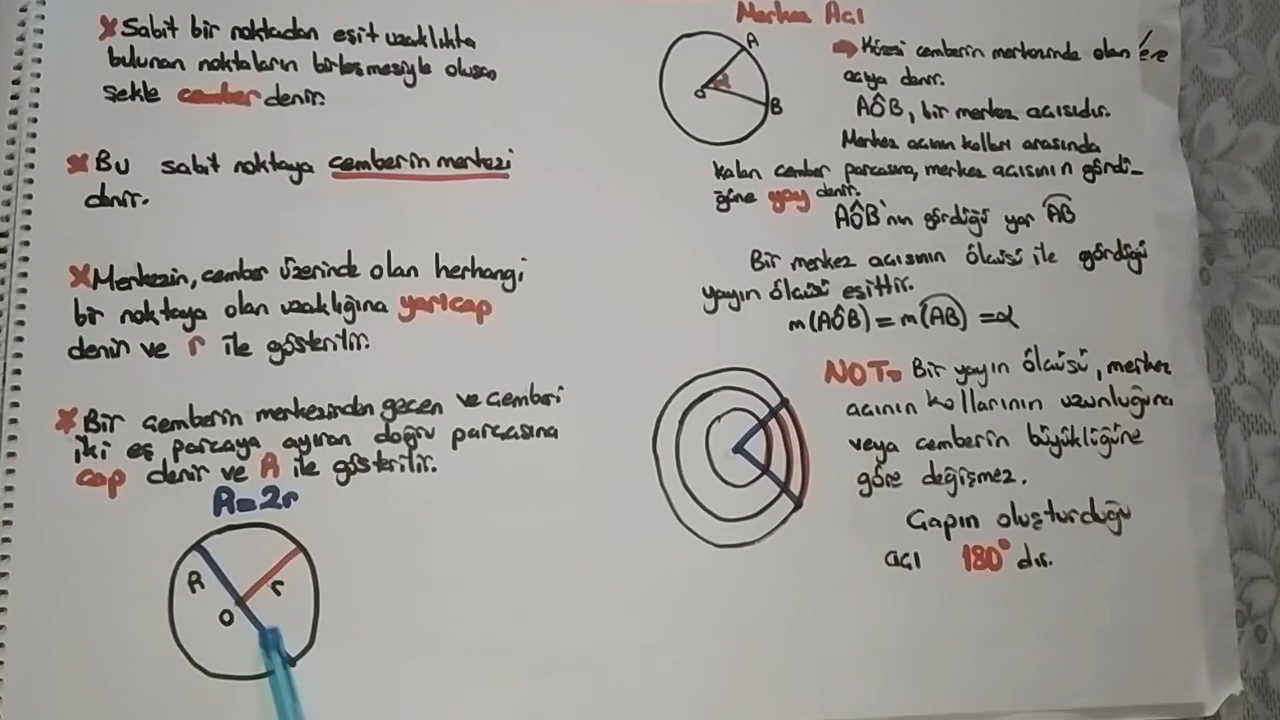 * Sabit bir noktadan eşit uzaklıkta
bulunan noktaların birleşmesiyle oluşan
şekle çember denir.
* Bu sabit noktaya çemberin merkezi
denir.
* Merkezin, çember üzerinde olan herhangi
bir noktaya olan uzaklığına yarıçap
denir ve r ile gösterilir.
* Bir çemberin merkezinden geçen ve çemberi
iki eş parçaya ayıran doğru parçasına
çap denir ve R ile gösterilir.
R=2r
R
r
O
Merkez Açı
A
O
α
B
→ Köşesi çemberin merkezinde olan
açıya denir.
AÔB, bir merkez açısıdır.
Merkez açının kolları arasında
kalan çember parçasına, merkez açısının gördü-
ğüne yay denir.
AÔB'nın gördüğü yay AB
Bir merkez açısının ölçüsü ile gördüğü
yayın ölçüsü eşittir.
m(AÔB)=m(AB)=α
NOT= Bir yayın ölçüsü, merkez
açının kollarının uzunluğuna
veya çemberin büyüklüğüne
göre değişmez.
Çapın oluşturduğu
açı 180° dır.